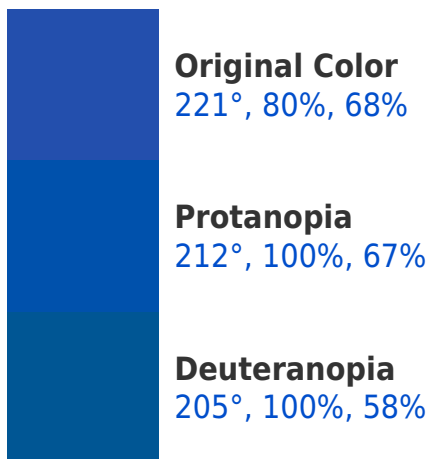 Original Color
221°, 80%, 68%
Protanopia
212°, 100%, 67%
Deuteranopia
205°, 100%, 58%